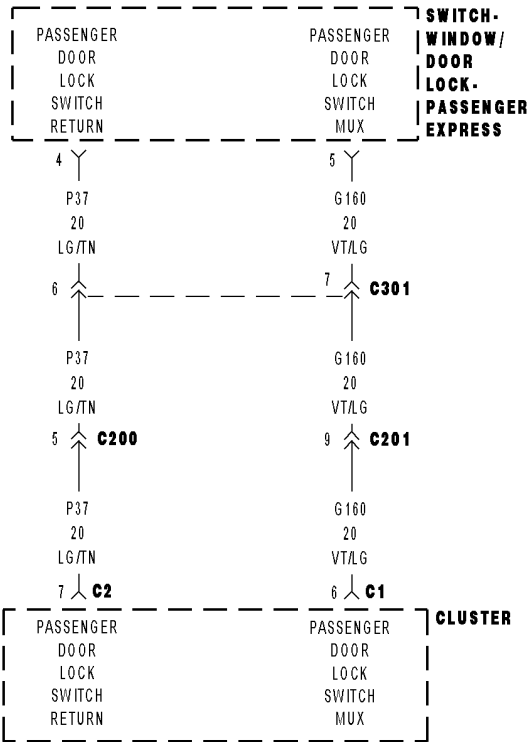 SWITCH-
WINDOW/
DOOR
LOCK-
PASSENGER
EXPRESS
PASSENGER
DOOR
LOCK
SWITCH
RETURN
PASSENGER
DOOR
LOCK
SWITCH
MUX
4
5
P37
20
LG/TN
G160
20
VT/LG
6
7 C301
P37
20
LG/TN
G160
20
VT/LG
5 C200
9 C201
P37
20
LG/TN
G160
20
VT/LG
7 C2
6 C1
CLUSTER
PASSENGER
DOOR
LOCK
SWITCH
RETURN
PASSENGER
DOOR
LOCK
SWITCH
MUX